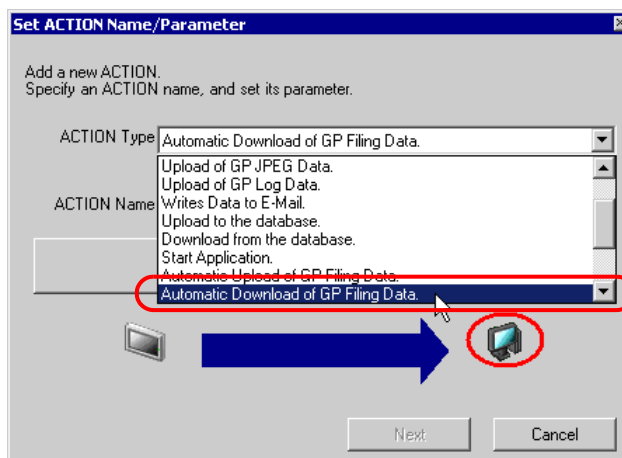 Set ACTION Name/Parameter
Add a new ACTION.
Specify an ACTION name, and set its parameter.
ACTION Type
Automatic Download of GP Filing Data.
Upload of GP JPEG Data.
Upload of GP Log Data.
ACTION Name
Writes Data to E-Mail.
Upload to the database.
Download from the database.
Start Application.
Automatic Upload of GP Filing Data.
Automatic Download of GP Filing Data.
Next
Cancel